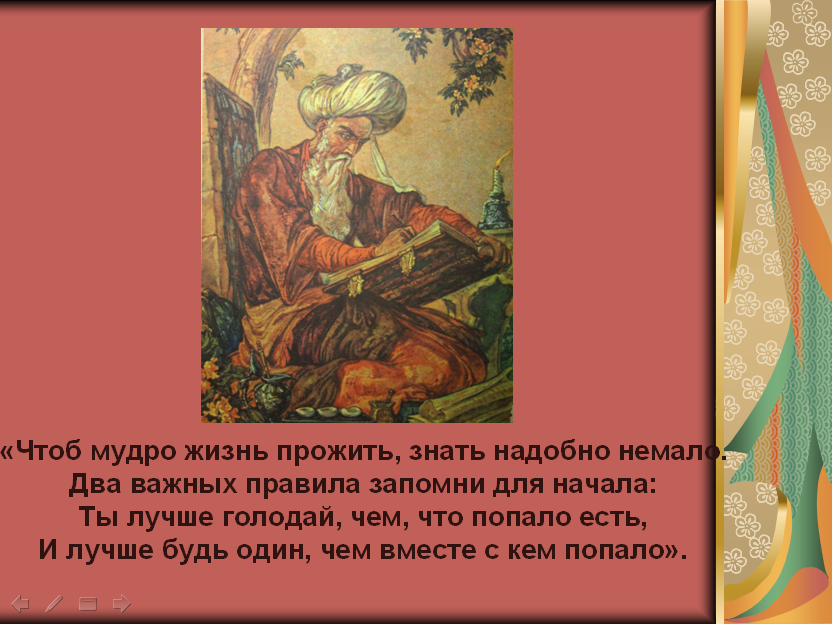 «Чтоб мудро жизнь прожить, знать надобно немало.
Два важных правила запомни для начала:
Ты лучше голодай, чем, что попало есть,
И лучше будь один, чем вместе с кем попало».